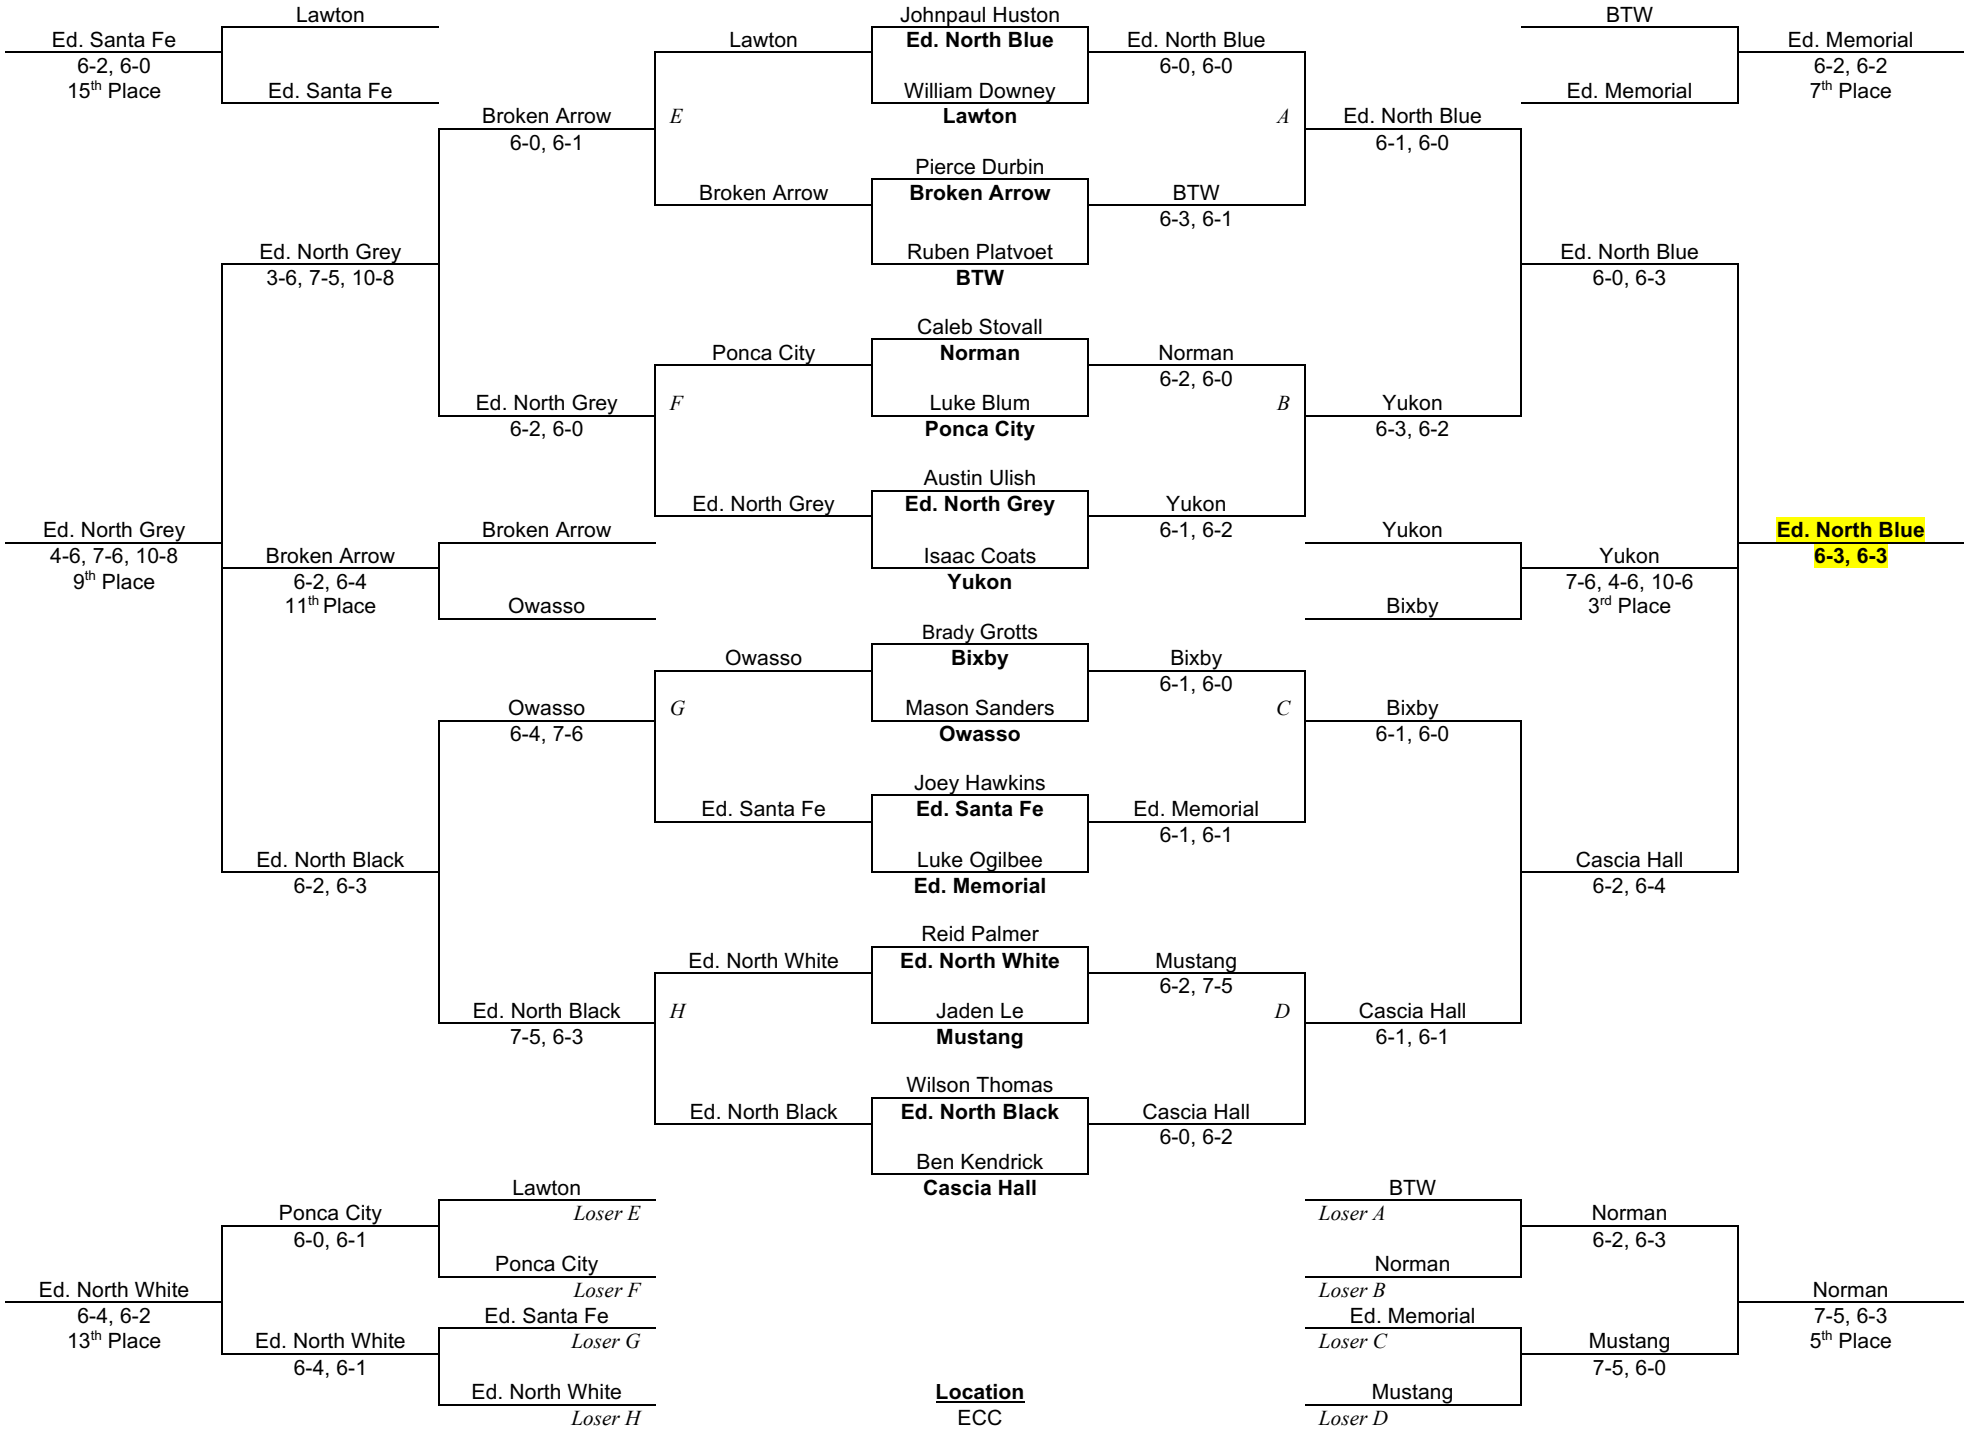 Lawton
Johnpaul Huston
BTW
Ed. Santa Fe
Lawton
Ed. North Blue
Ed. North Blue
Ed. Memorial
6-2, 6-0
6-0, 6-0
6-2, 6-2
15th Place
Ed. Santa Fe
William Downey
Ed. Memorial
7th Place
Broken Arrow
E
Lawton
A
Ed. North Blue
6-0, 6-1
6-1, 6-0
Pierce Durbin
Broken Arrow
Broken Arrow
BTW
6-3, 6-1
Ed. North Grey
Ruben Platvoet
Ed. North Blue
3-6, 7-5, 10-8
BTW
6-0, 6-3
Caleb Stovall
Ponca City
Norman
Norman
6-2, 6-0
Ed. North Grey
F
Luke Blum
B
Yukon
6-2, 6-0
Ponca City
6-3, 6-2
Austin Ulish
Ed. North Grey
Ed. North Grey
Yukon
6-1, 6-2
Ed. North Grey
Broken Arrow
Yukon
Ed. North Blue
4-6, 7-6, 10-8
Broken Arrow
Isaac Coats
Yukon
6-3, 6-3
9th Place
6-2, 6-4
Yukon
7-6, 4-6, 10-6
11th Place
Owasso
Bixby
3rd Place
Brady Grotts
Owasso
Bixby
Bixby
6-1, 6-0
Owasso
G
Mason Sanders
C
Bixby
6-4, 7-6
Owasso
6-1, 6-0
Joey Hawkins
Ed. Santa Fe
Ed. Santa Fe
Ed. Memorial
6-1, 6-1
Ed. North Black
Luke Ogilbee
Cascia Hall
6-2, 6-3
Ed. Memorial
6-2, 6-4
Reid Palmer
Ed. North White
Ed. North White
Mustang
6-2, 7-5
Ed. North Black
H
Jaden Le
D
Cascia Hall
7-5, 6-3
Mustang
6-1, 6-1
Wilson Thomas
Ed. North Black
Ed. North Black
Cascia Hall
6-0, 6-2
Ben Kendrick
Lawton
Cascia Hall
BTW
Ponca City
Loser E
Loser A
Norman
6-0, 6-1
6-2, 6-3
Ponca City
Norman
Ed. North White
Loser F
Loser B
Norman
6-4, 6-2
Ed. Santa Fe
Ed. Memorial
7-5, 6-3
13th Place
Ed. North White
Loser G
Loser C
Mustang
5th Place
6-4, 6-1
7-5, 6-0
Ed. North White
Location
Mustang
Loser H
ECC
Loser D